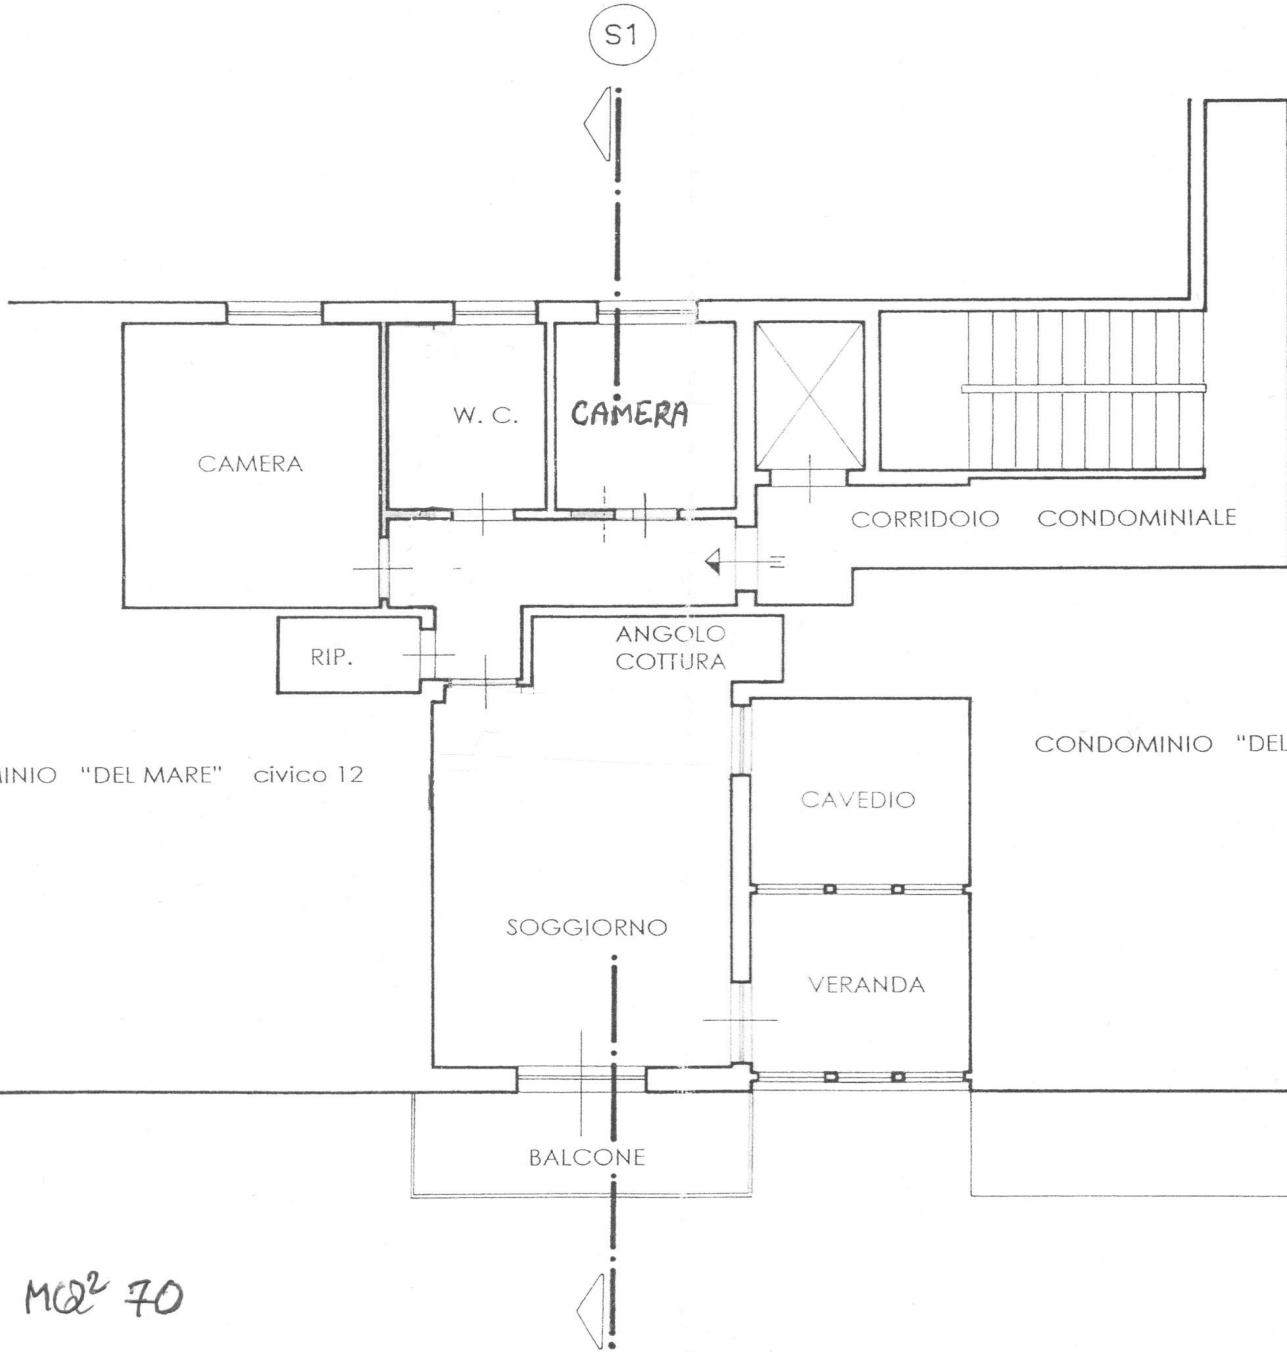 S1
W. C.
CAMERA
CAMERA
CORRIDOIO CONDOMINIALE
ANGOLO
COTTURA
RIP.
CONDOMINIO "DEL
INIO "DEL MARE" civico 12
CAVEDIO
SOGGIORNO
VERANDA
BALCONE
MQ² 70